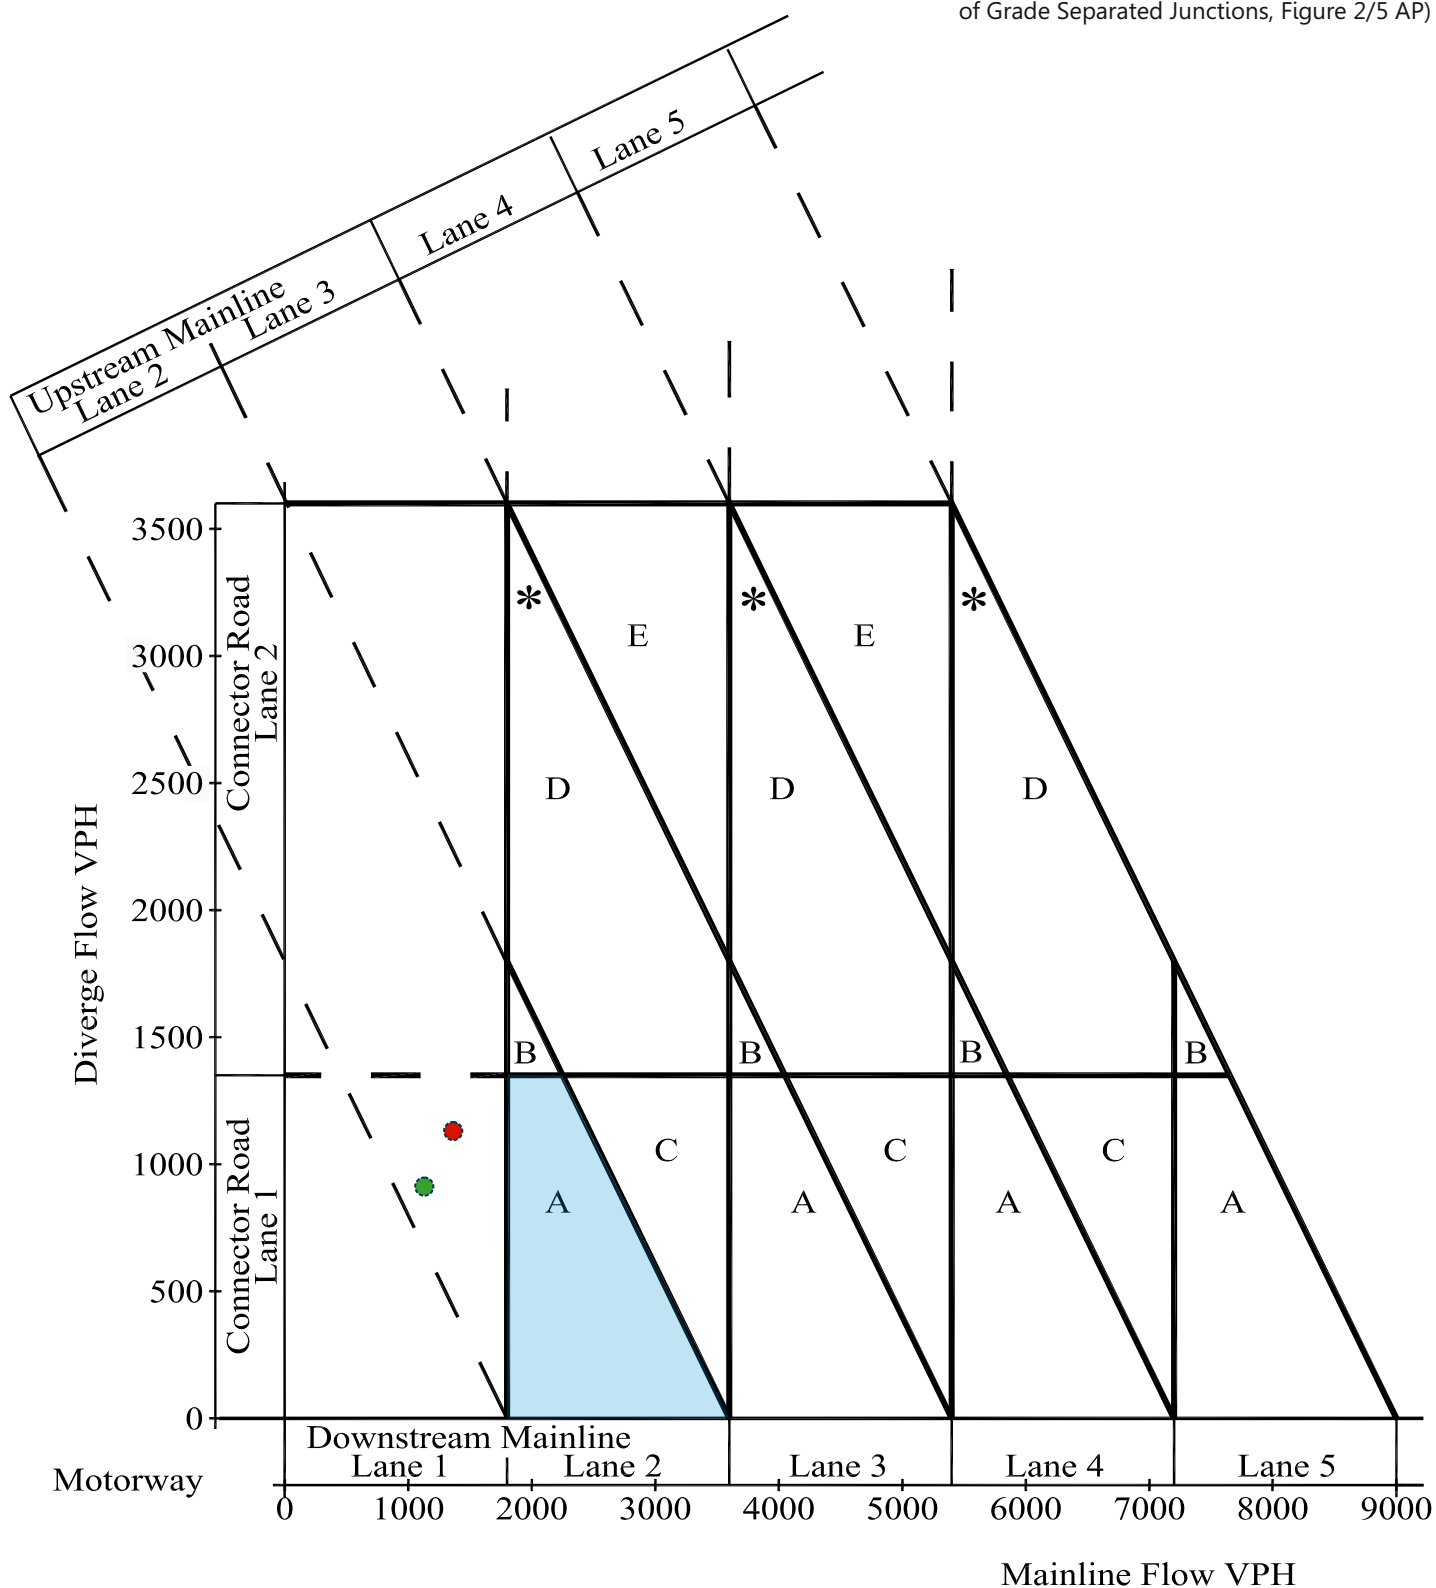 of Grade Separated Junctions, Figure 2/5 AP)
Upstream Mainline
Lane 2
Lane 3
Lane 4
Lane 5
Diverge Flow VPH
3500
3000
2500
2000
1500
1000
500
0
Connector Road
Lane 2
Connector Road
Lane 1
* * *
E E
D D D
B B B B
C C C
A A A A
Downstream Mainline
Motorway
Lane 1 Lane 2 Lane 3 Lane 4 Lane 5
0 1000 2000 3000 4000 5000 6000 7000 8000 9000
Mainline Flow VPH